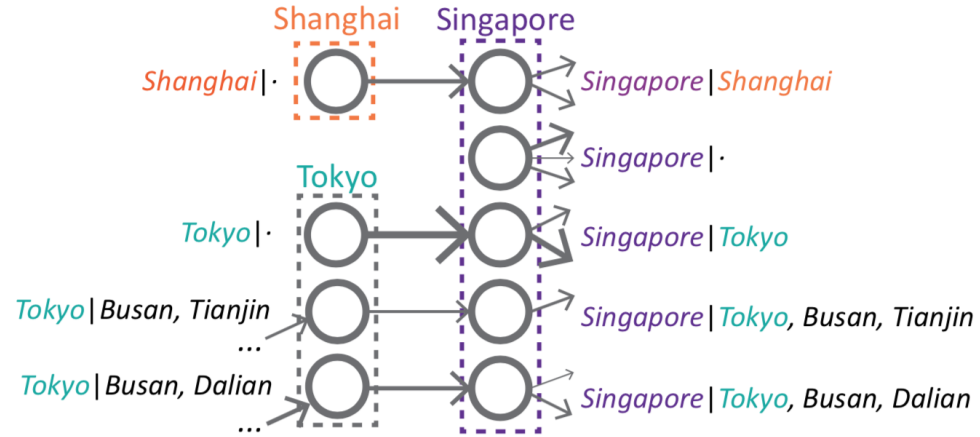 Shanghai Singapore
Shanghai|· Singapore|Shanghai
Singapore|·
Tokyo
Tokyo|· Singapore|Tokyo
Tokyo|Busan, Tianjin Singapore|Tokyo, Busan, Tianjin
...
Tokyo|Busan, Dalian Singapore|Tokyo, Busan, Dalian
...